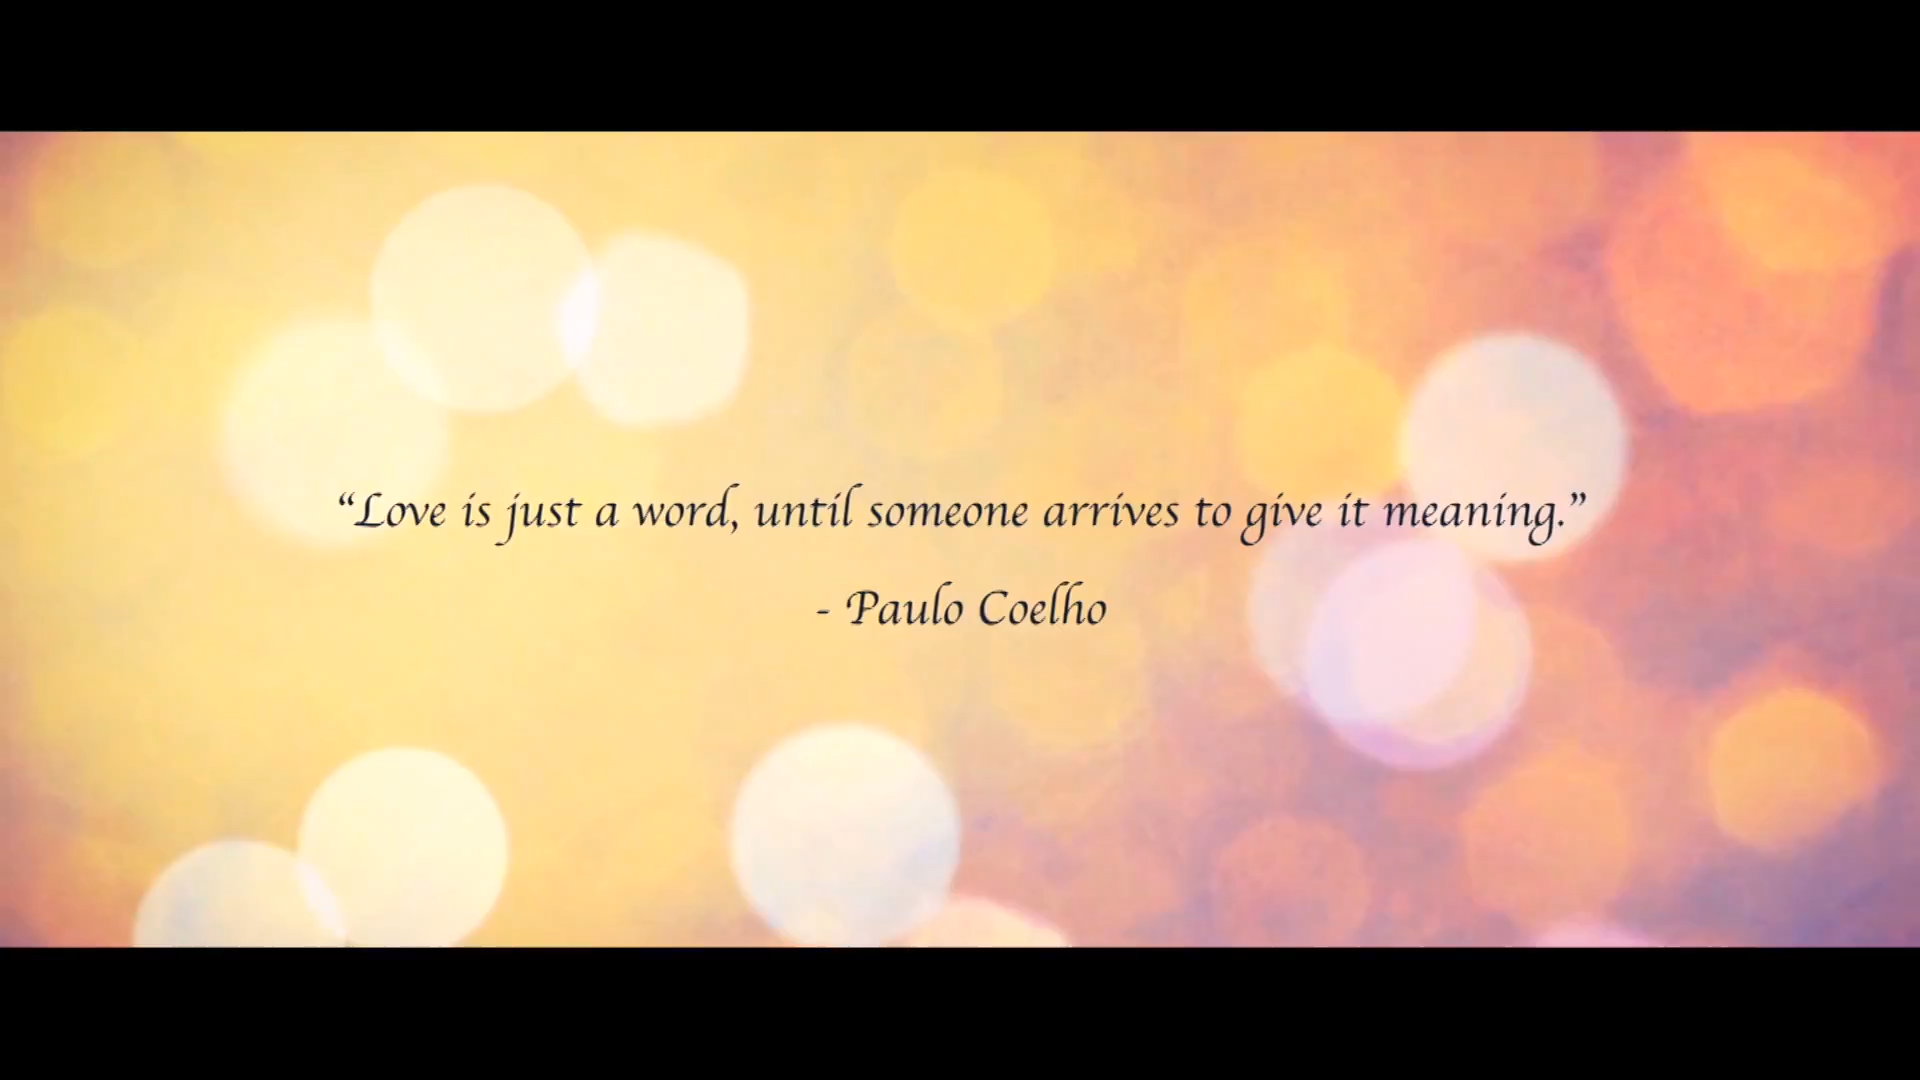 “Love is just a word, until someone arrives to give it meaning.”
- Paulo Coelho